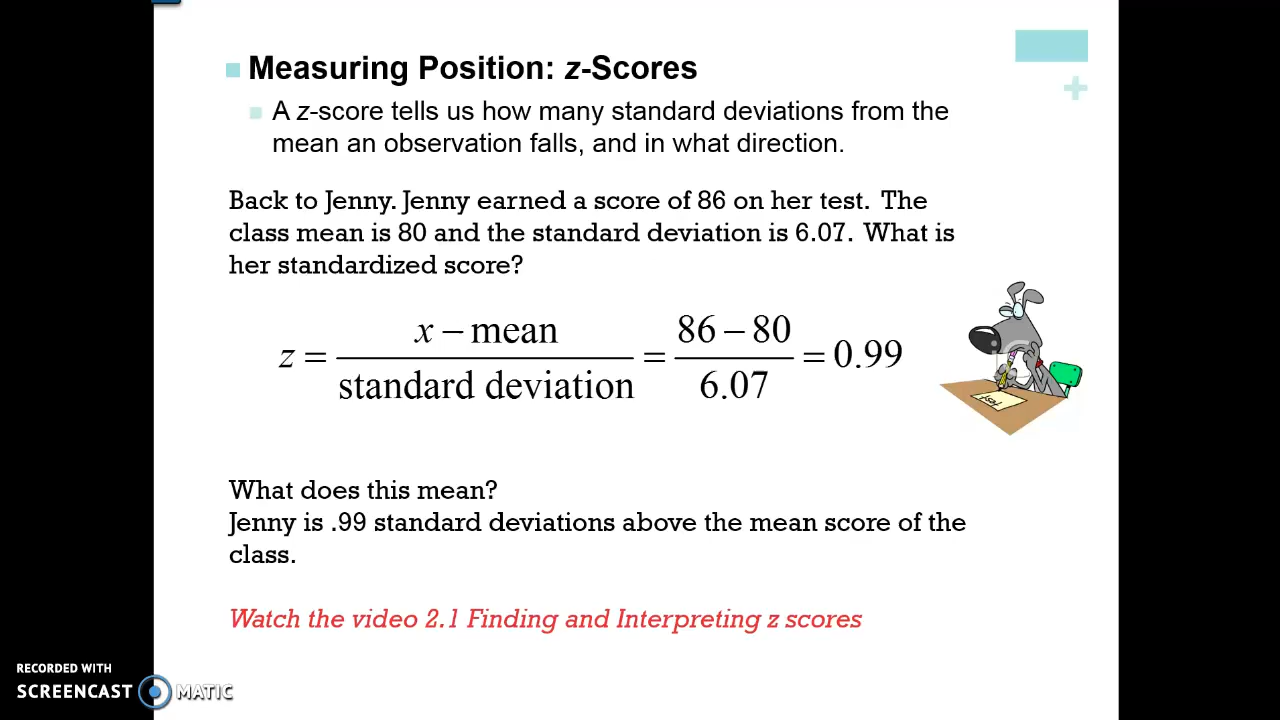 Measuring Position: z-Scores
A z-score tells us how many standard deviations from the
mean an observation falls, and in what direction.
Back to Jenny. Jenny earned a score of 86 on her test. The
class mean is 80 and the standard deviation is 6.07. What is
her standardized score?
z = x − mean / standard deviation = 86 − 80 / 6.07 = 0.99
test
What does this mean?
Jenny is .99 standard deviations above the mean score of the
class.
Watch the video 2.1 Finding and Interpreting z scores
RECORDED WITH
SCREENCAST MATIC